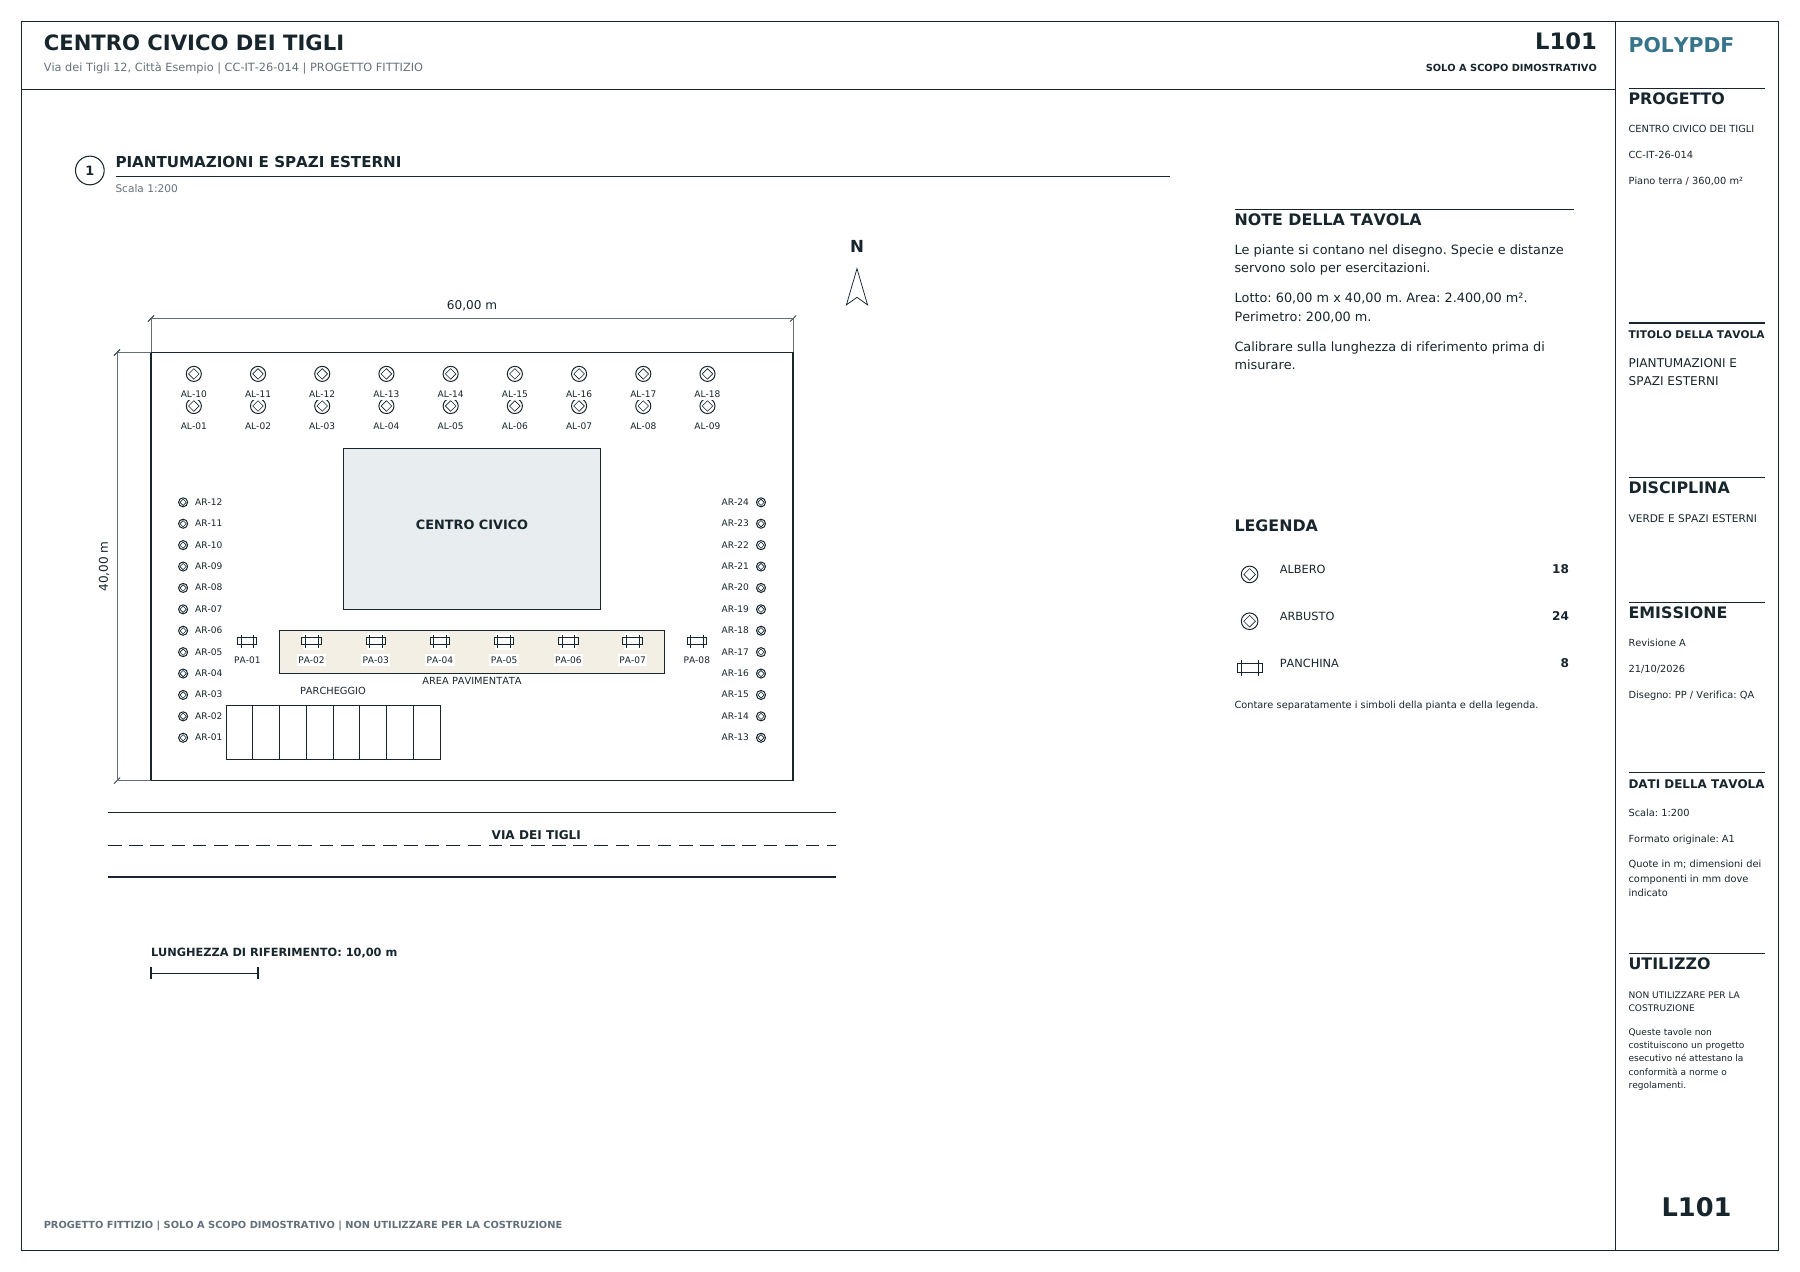 CENTRO CIVICO DEI TIGLI
Via dei Tigli 12, Città Esempio | CC-IT-26-014 | PROGETTO FITTIZIO
L101
SOLO A SCOPO DIMOSTRATIVO
1
PIANTUMAZIONI E SPAZI ESTERNI
Scala 1:200
N
60,00 m
40,00 m
AL-10 AL-11 AL-12 AL-13 AL-14 AL-15 AL-16 AL-17 AL-18
AL-01 AL-02 AL-03 AL-04 AL-05 AL-06 AL-07 AL-08 AL-09
CENTRO CIVICO
AR-12 AR-24
AR-11 AR-23
AR-10 AR-22
AR-09 AR-21
AR-08 AR-20
AR-07 AR-19
AR-06 AR-18
AR-05 AR-17
PA-01 PA-02 PA-03 PA-04 PA-05 PA-06 PA-07 PA-08
AR-04 AR-16
AREA PAVIMENTATA
PARCHEGGIO
AR-03 AR-15
AR-02 AR-14
AR-01 AR-13
VIA DEI TIGLI
LUNGHEZZA DI RIFERIMENTO: 10,00 m
NOTE DELLA TAVOLA
Le piante si contano nel disegno. Specie e distanze
servono solo per esercitazioni.
Lotto: 60,00 m x 40,00 m. Area: 2.400,00 m².
Perimetro: 200,00 m.
Calibrare sulla lunghezza di riferimento prima di
misurare.
LEGENDA
ALBERO 18
ARBUSTO 24
PANCHINA 8
Contare separatamente i simboli della pianta e della legenda.
POLYPDF
PROGETTO
CENTRO CIVICO DEI TIGLI
CC-IT-26-014
Piano terra / 360,00 m²
TITOLO DELLA TAVOLA
PIANTUMAZIONI E
SPAZI ESTERNI
DISCIPLINA
VERDE E SPAZI ESTERNI
EMISSIONE
Revisione A
21/10/2026
Disegno: PP / Verifica: QA
DATI DELLA TAVOLA
Scala: 1:200
Formato originale: A1
Quote in m; dimensioni dei
componenti in mm dove
indicato
UTILIZZO
NON UTILIZZARE PER LA
COSTRUZIONE
Queste tavole non
costituiscono un progetto
esecutivo né attestano la
conformità a norme o
regolamenti.
L101
PROGETTO FITTIZIO | SOLO A SCOPO DIMOSTRATIVO | NON UTILIZZARE PER LA COSTRUZIONE